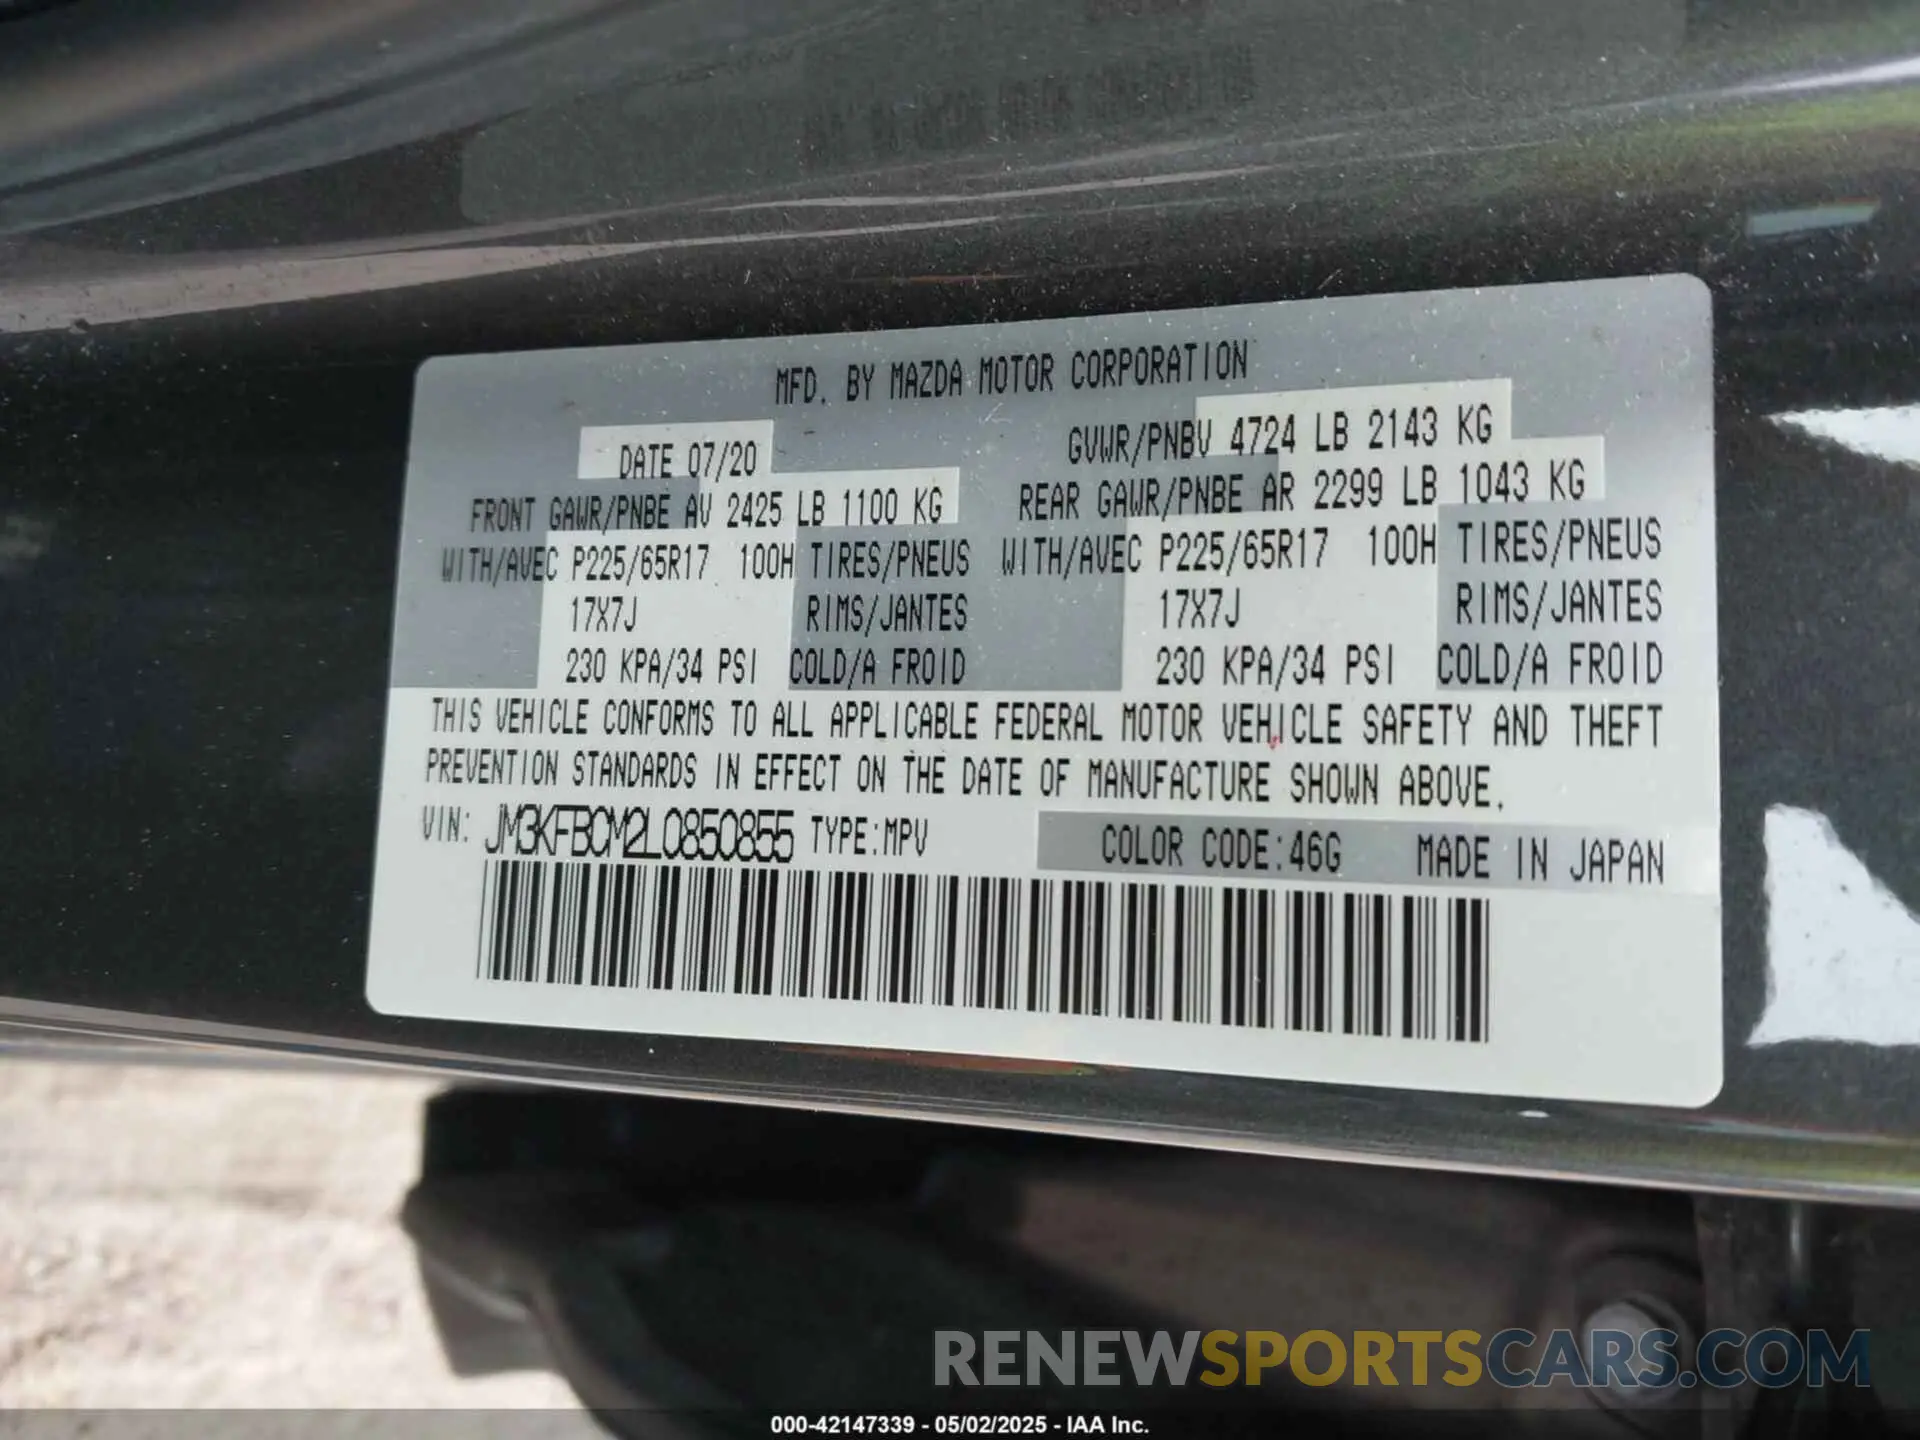 MFD. BY MAZDA MOTOR CORPORATION
DATE 07/20 GVWR/PNBV 4724 LB 2143 KG
FRONT GAWR/PNBE AV 2425 LB 1100 KG REAR GAWR/PNBE AR 2299 LB 1043 KG
WITH/AVEC P225/65R17 100H TIRES/PNEUS WITH/AVEC P225/65R17 100H TIRES/PNEUS
17X7J RIMS/JANTES 17X7J RIMS/JANTES
230 KPA/34 PSI COLD/A FROID 230 KPA/34 PSI COLD/A FROID
THIS VEHICLE CONFORMS TO ALL APPLICABLE FEDERAL MOTOR VEHICLE SAFETY AND THEFT
PREVENTION STANDARDS IN EFFECT ON THE DATE OF MANUFACTURE SHOWN ABOVE.
VIN: JM3KFBCM2L0850855 TYPE:MPV COLOR CODE:46G MADE IN JAPAN
RENEWSPORTSCARS.COM
000-42147339 - 05/02/2025 - IAA Inc.